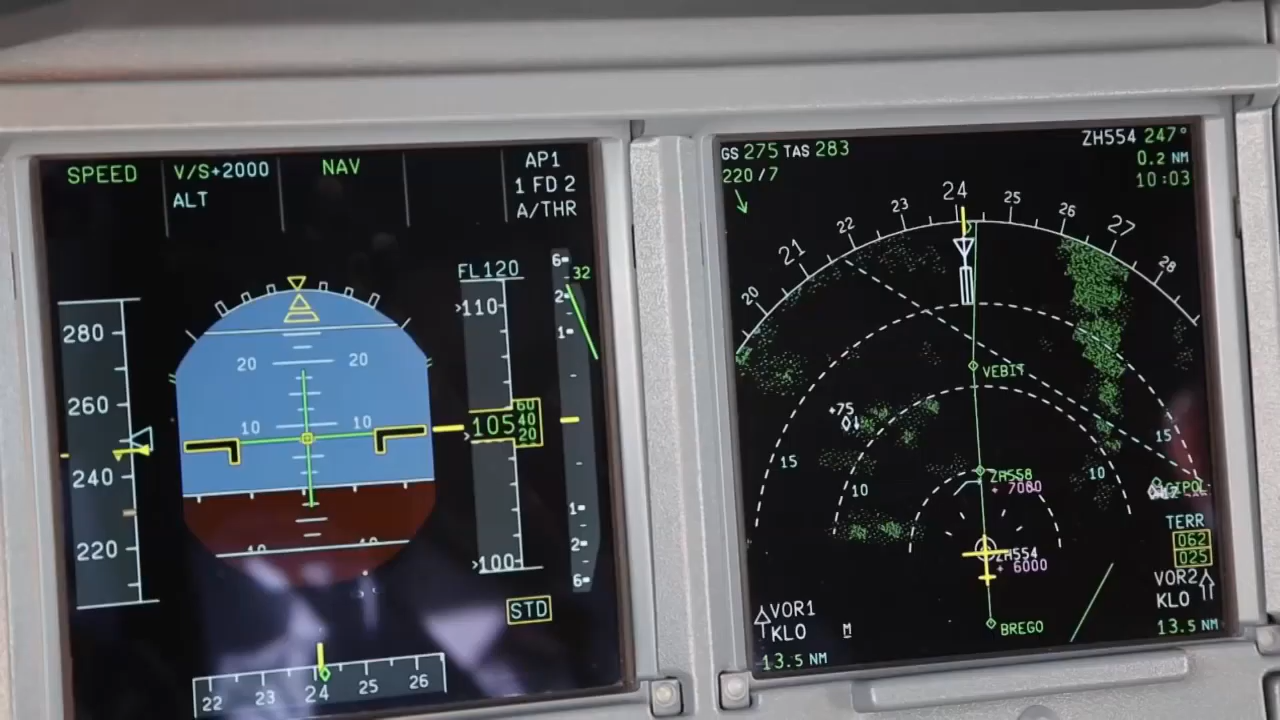 SPEED V/S+2000 NAV AP1
ALT 1 FD 2
A/THR
FL120
280
260
240
220
20 20
10 10
10
110
105
60
40
20
100
6
2
1
1
2
6
32
STD
22 23 24 25 26
GS 275 TAS 283
220/7
ZH554 247°
0.2 NM
10:03
20 21 22 23 24 25 26 27 28
VEBIT
+75
15 15
10 10
ZH558
+ 7080
ZH554
+ 6000
BREGO
TERR
062
025
VOR1
KLO
13.5 NM
M
VOR2
KLO
13.5 NM